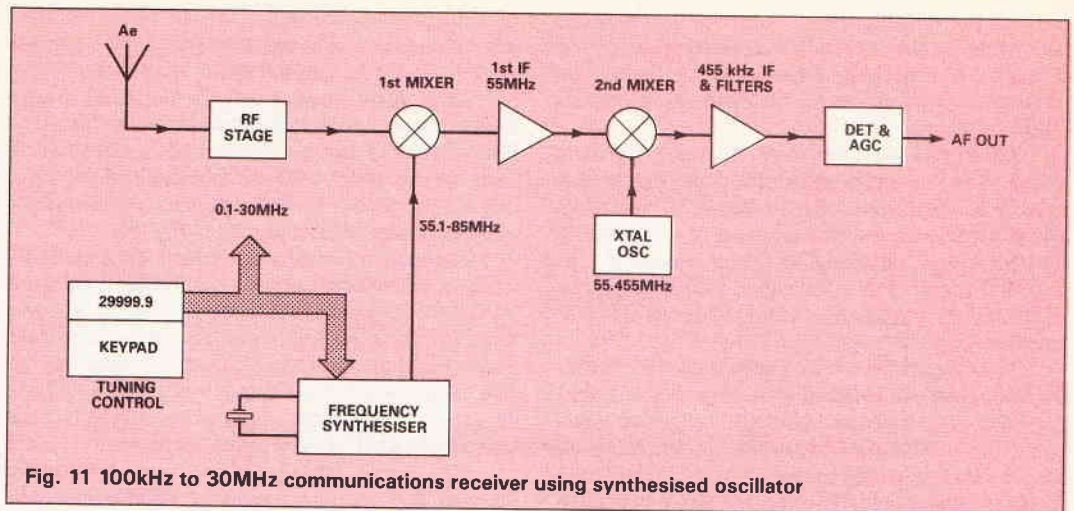 Ae
RF
STAGE
1st MIXER
1st IF
55MHz
2nd MIXER
455 kHz IF
& FILTERS
DET &
AGC
AF OUT
0.1-30MHz
55.1-85MHz
XTAL
OSC
55.455MHz
29999.9
KEYPAD
TUNING
CONTROL
FREQUENCY
SYNTHESISER
Fig. 11 100kHz to 30MHz communications receiver using synthesised oscillator